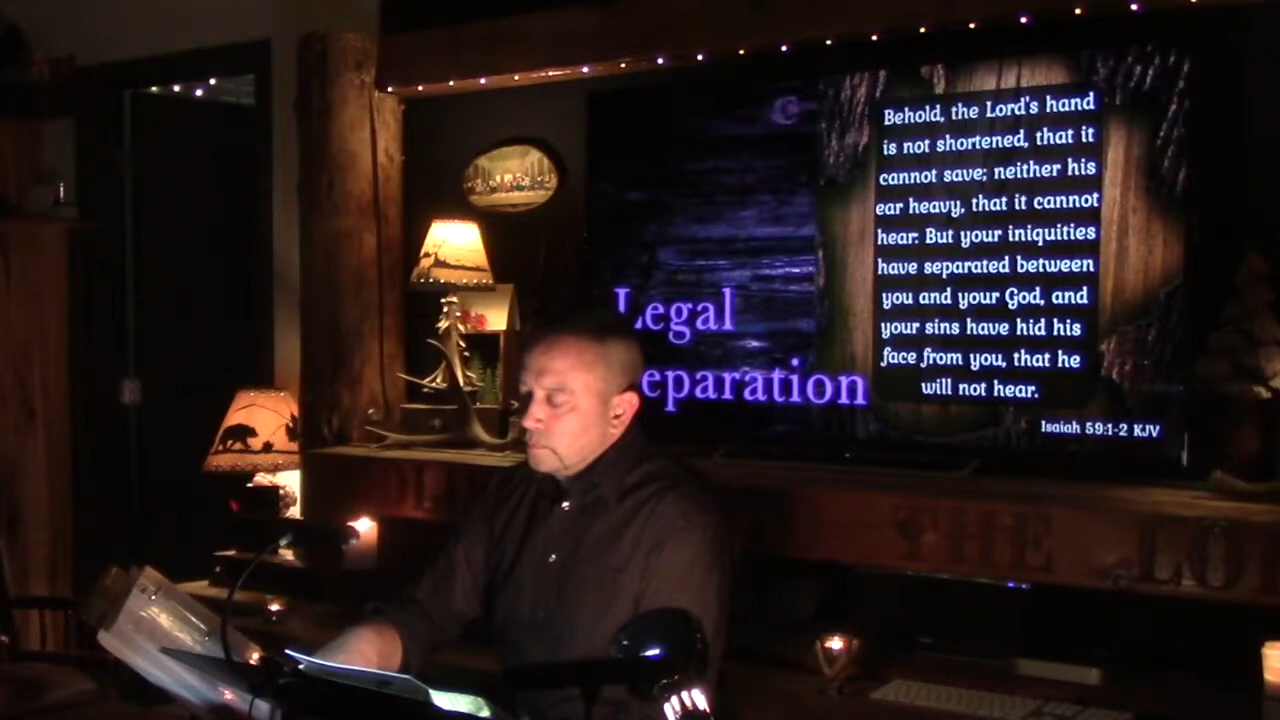 Legal
eparation
Behold, the Lord's hand
is not shortened, that it
cannot save; neither his
ear heavy, that it cannot
hear: But your iniquities
have separated between
you and your God, and
your sins have hid his
face from you, that he
will not hear.
Isaiah 59:1-2 KJV
THE LO